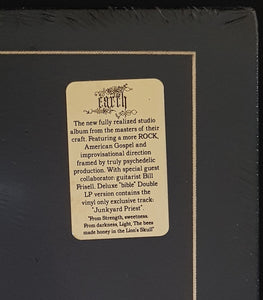 earth
The new fully realized studio
album from the masters of their
craft. Featuring a more ROCK,
American Gospel and
improvisational direction
framed by truly psychedelic
production. With special guest
collaborator: guitarist Bill
Frisell. Deluxe "bible" Double
LP version contains the
vinyl only exclusive track:
"Junkyard Priest".
"From Strength, sweetness.
From darkness, Light, The bees
made honey in the Lion's Skull"